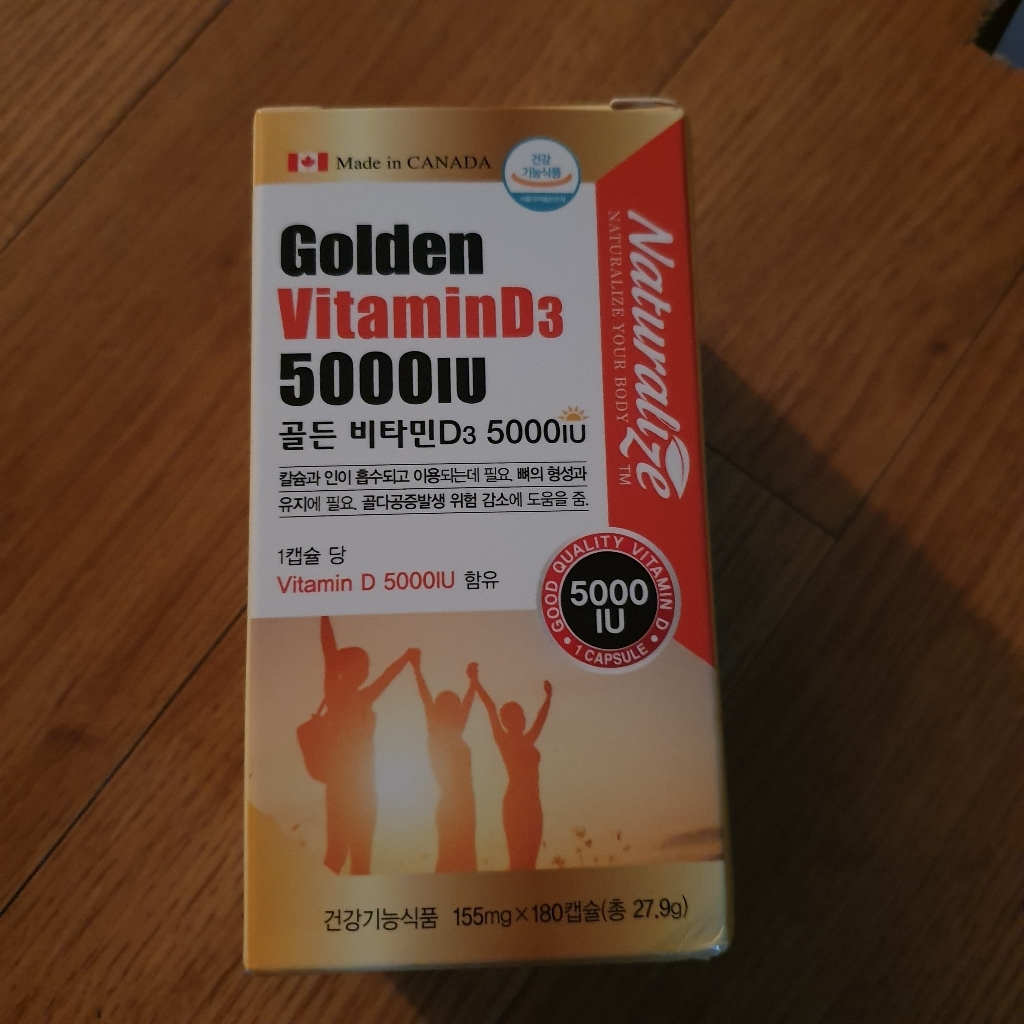 Made in CANADA
건강
기능식품
Golden
VitaminD3
5000IU
골든 비타민D3 5000IU
칼슘과 인이 흡수되고 이용되는데 필요. 뼈의 형성과
유지에 필요. 골다공증발생 위험 감소에 도움을 줌.
1캡슐 당
Vitamin D 5000IU 함유
Naturalize TM
NATURALIZE YOUR BODY
GOOD QUALITY VITAMIN D
5000
IU
• 1 CAPSULE •
건강기능식품 155mg×180캡슐(총 27.9g)